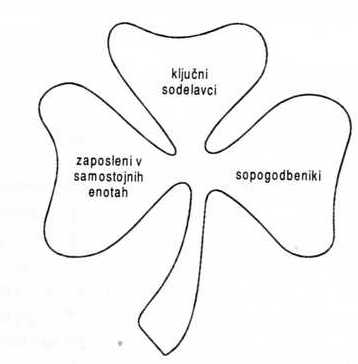 ključni
sodelavci
zaposleni v
samostojnih
enotah
sopogodbeniki